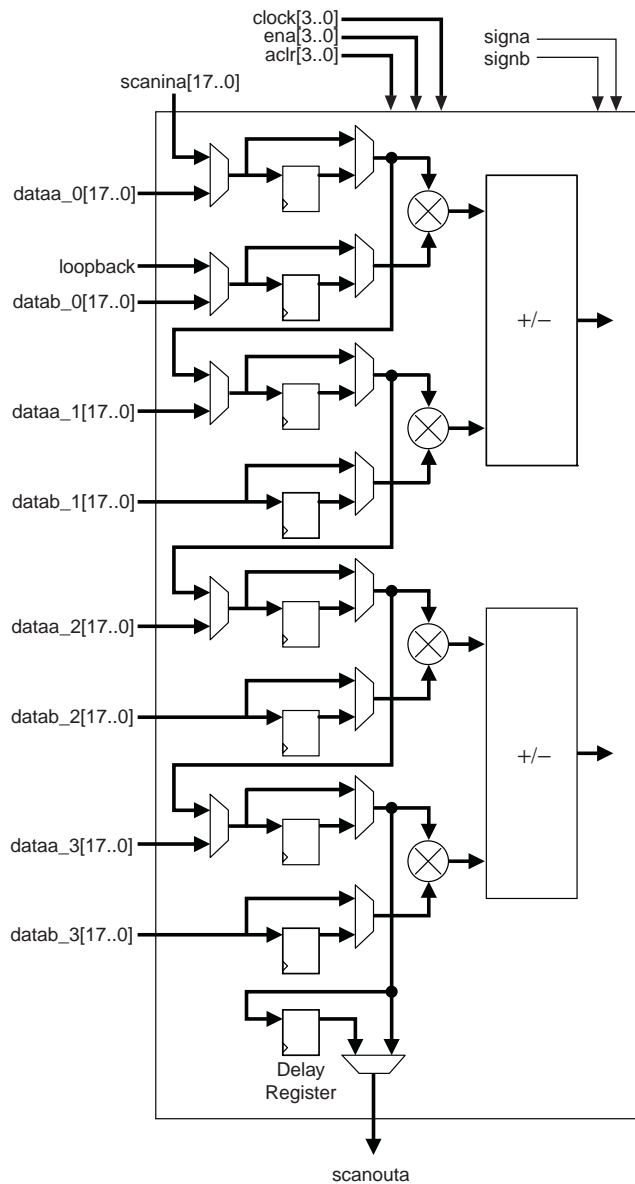 clock[3..0]
ena[3..0]
aclr[3..0]
signa
signb
scanina[17..0]
dataa_0[17..0]
loopback
datab_0[17..0]
+/−
dataa_1[17..0]
datab_1[17..0]
dataa_2[17..0]
datab_2[17..0]
+/−
dataa_3[17..0]
datab_3[17..0]
Delay
Register
scanouta